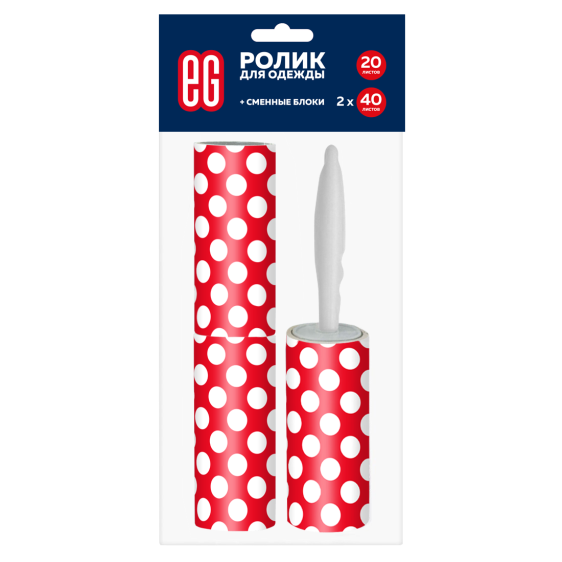 EG
РОЛИК
ДЛЯ ОДЕЖДЫ
20
ЛИСТОВ
+ СМЕННЫЕ БЛОКИ
2 x 40
ЛИСТОВ